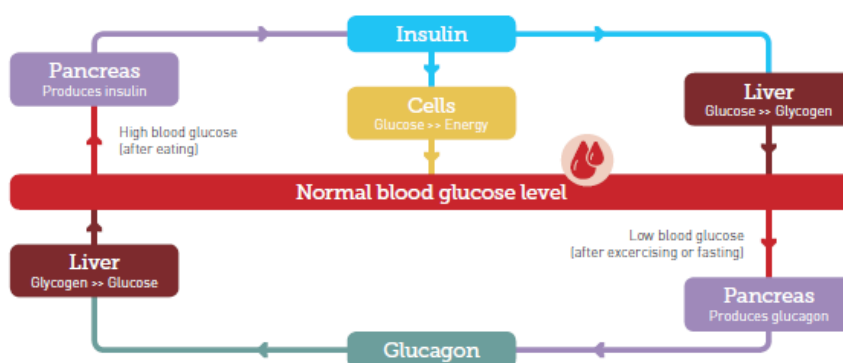 Insulin
Pancreas
Produces insulin
Cells
Glucose >> Energy
Liver
Glucose >> Glycogen
High blood glucose
(after eating)
Normal blood glucose level
Low blood glucose
(after excercising or fasting)
Liver
Glycogen >> Glucose
Pancreas
Produces glucagon
Glucagon